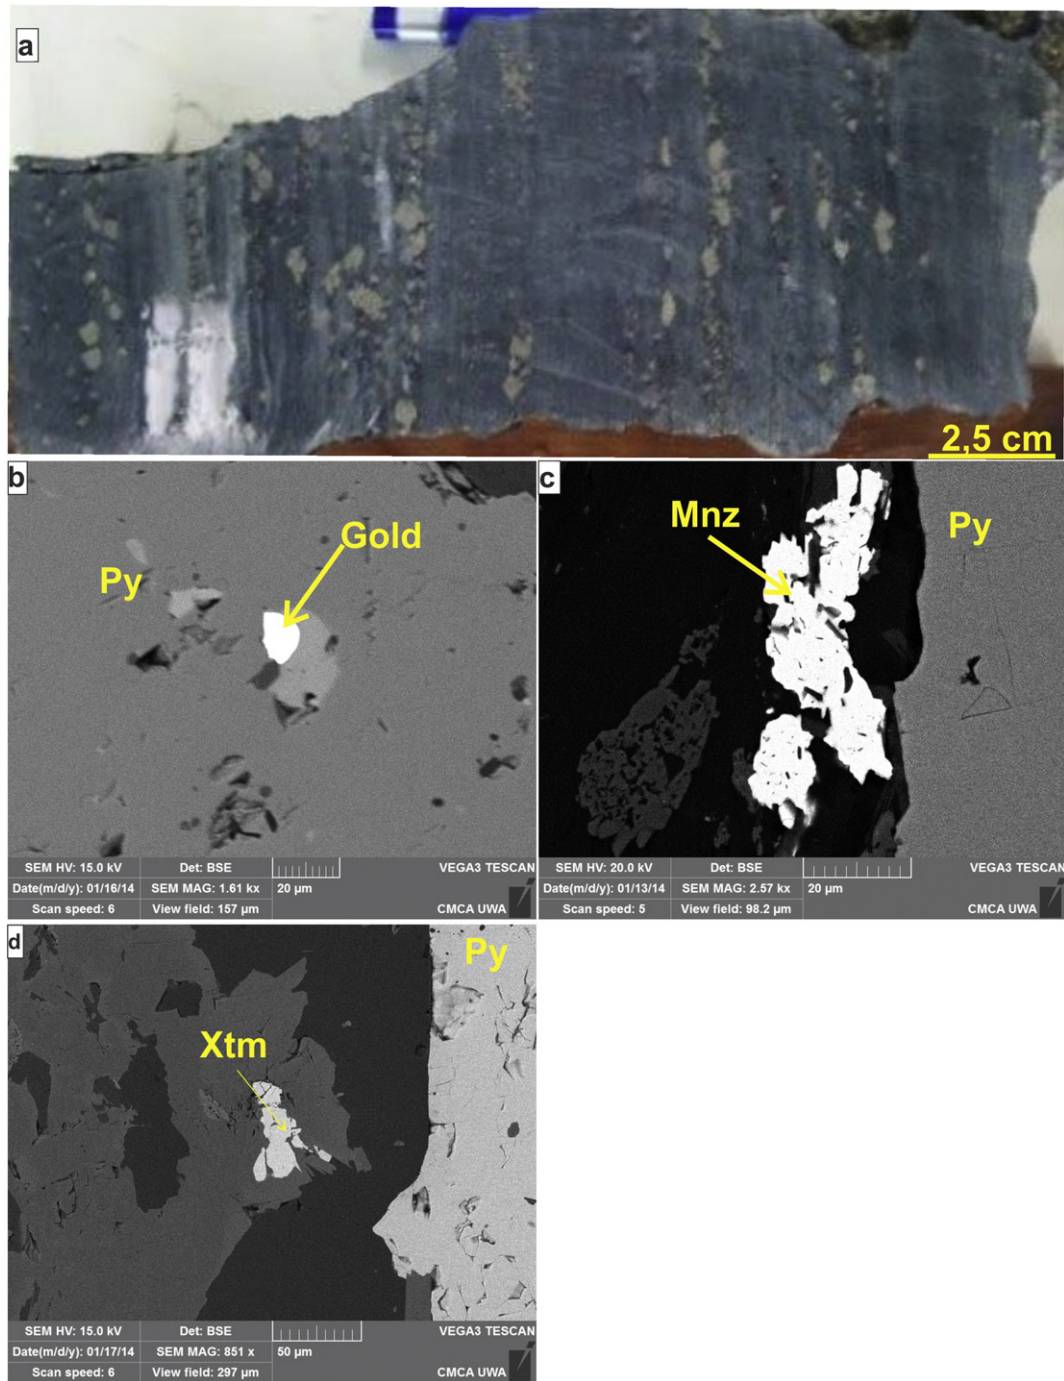 a
2,5 cm
b
Gold
Py
SEM HV: 15.0 kV Det: BSE VEGA3 TESCAN
Date(m/d/y): 01/16/14 SEM MAG: 1.61 kx 20 µm
Scan speed: 6 View field: 157 µm CMCA UWA
c
Mnz
Py
SEM HV: 20.0 kV Det: BSE VEGA3 TESCAN
Date(m/d/y): 01/13/14 SEM MAG: 2.57 kx 20 µm
Scan speed: 5 View field: 98.2 µm CMCA UWA
d
Py
Xtm
SEM HV: 15.0 kV Det: BSE VEGA3 TESCAN
Date(m/d/y): 01/17/14 SEM MAG: 851 x 50 µm
Scan speed: 6 View field: 297 µm CMCA UWA